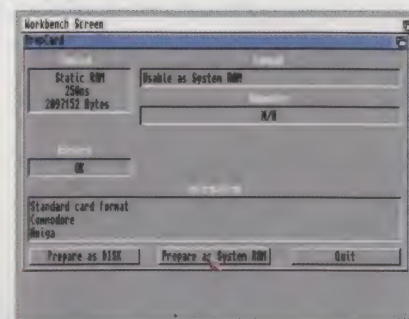 Workbench Screen
PrepCard
Static RAM
250ns
2097152 Bytes
Usable as System RAM
N/A
OK
Standard card format
Commodore
Amiga
Prepare as DISK
Prepare as System RAM
Quit